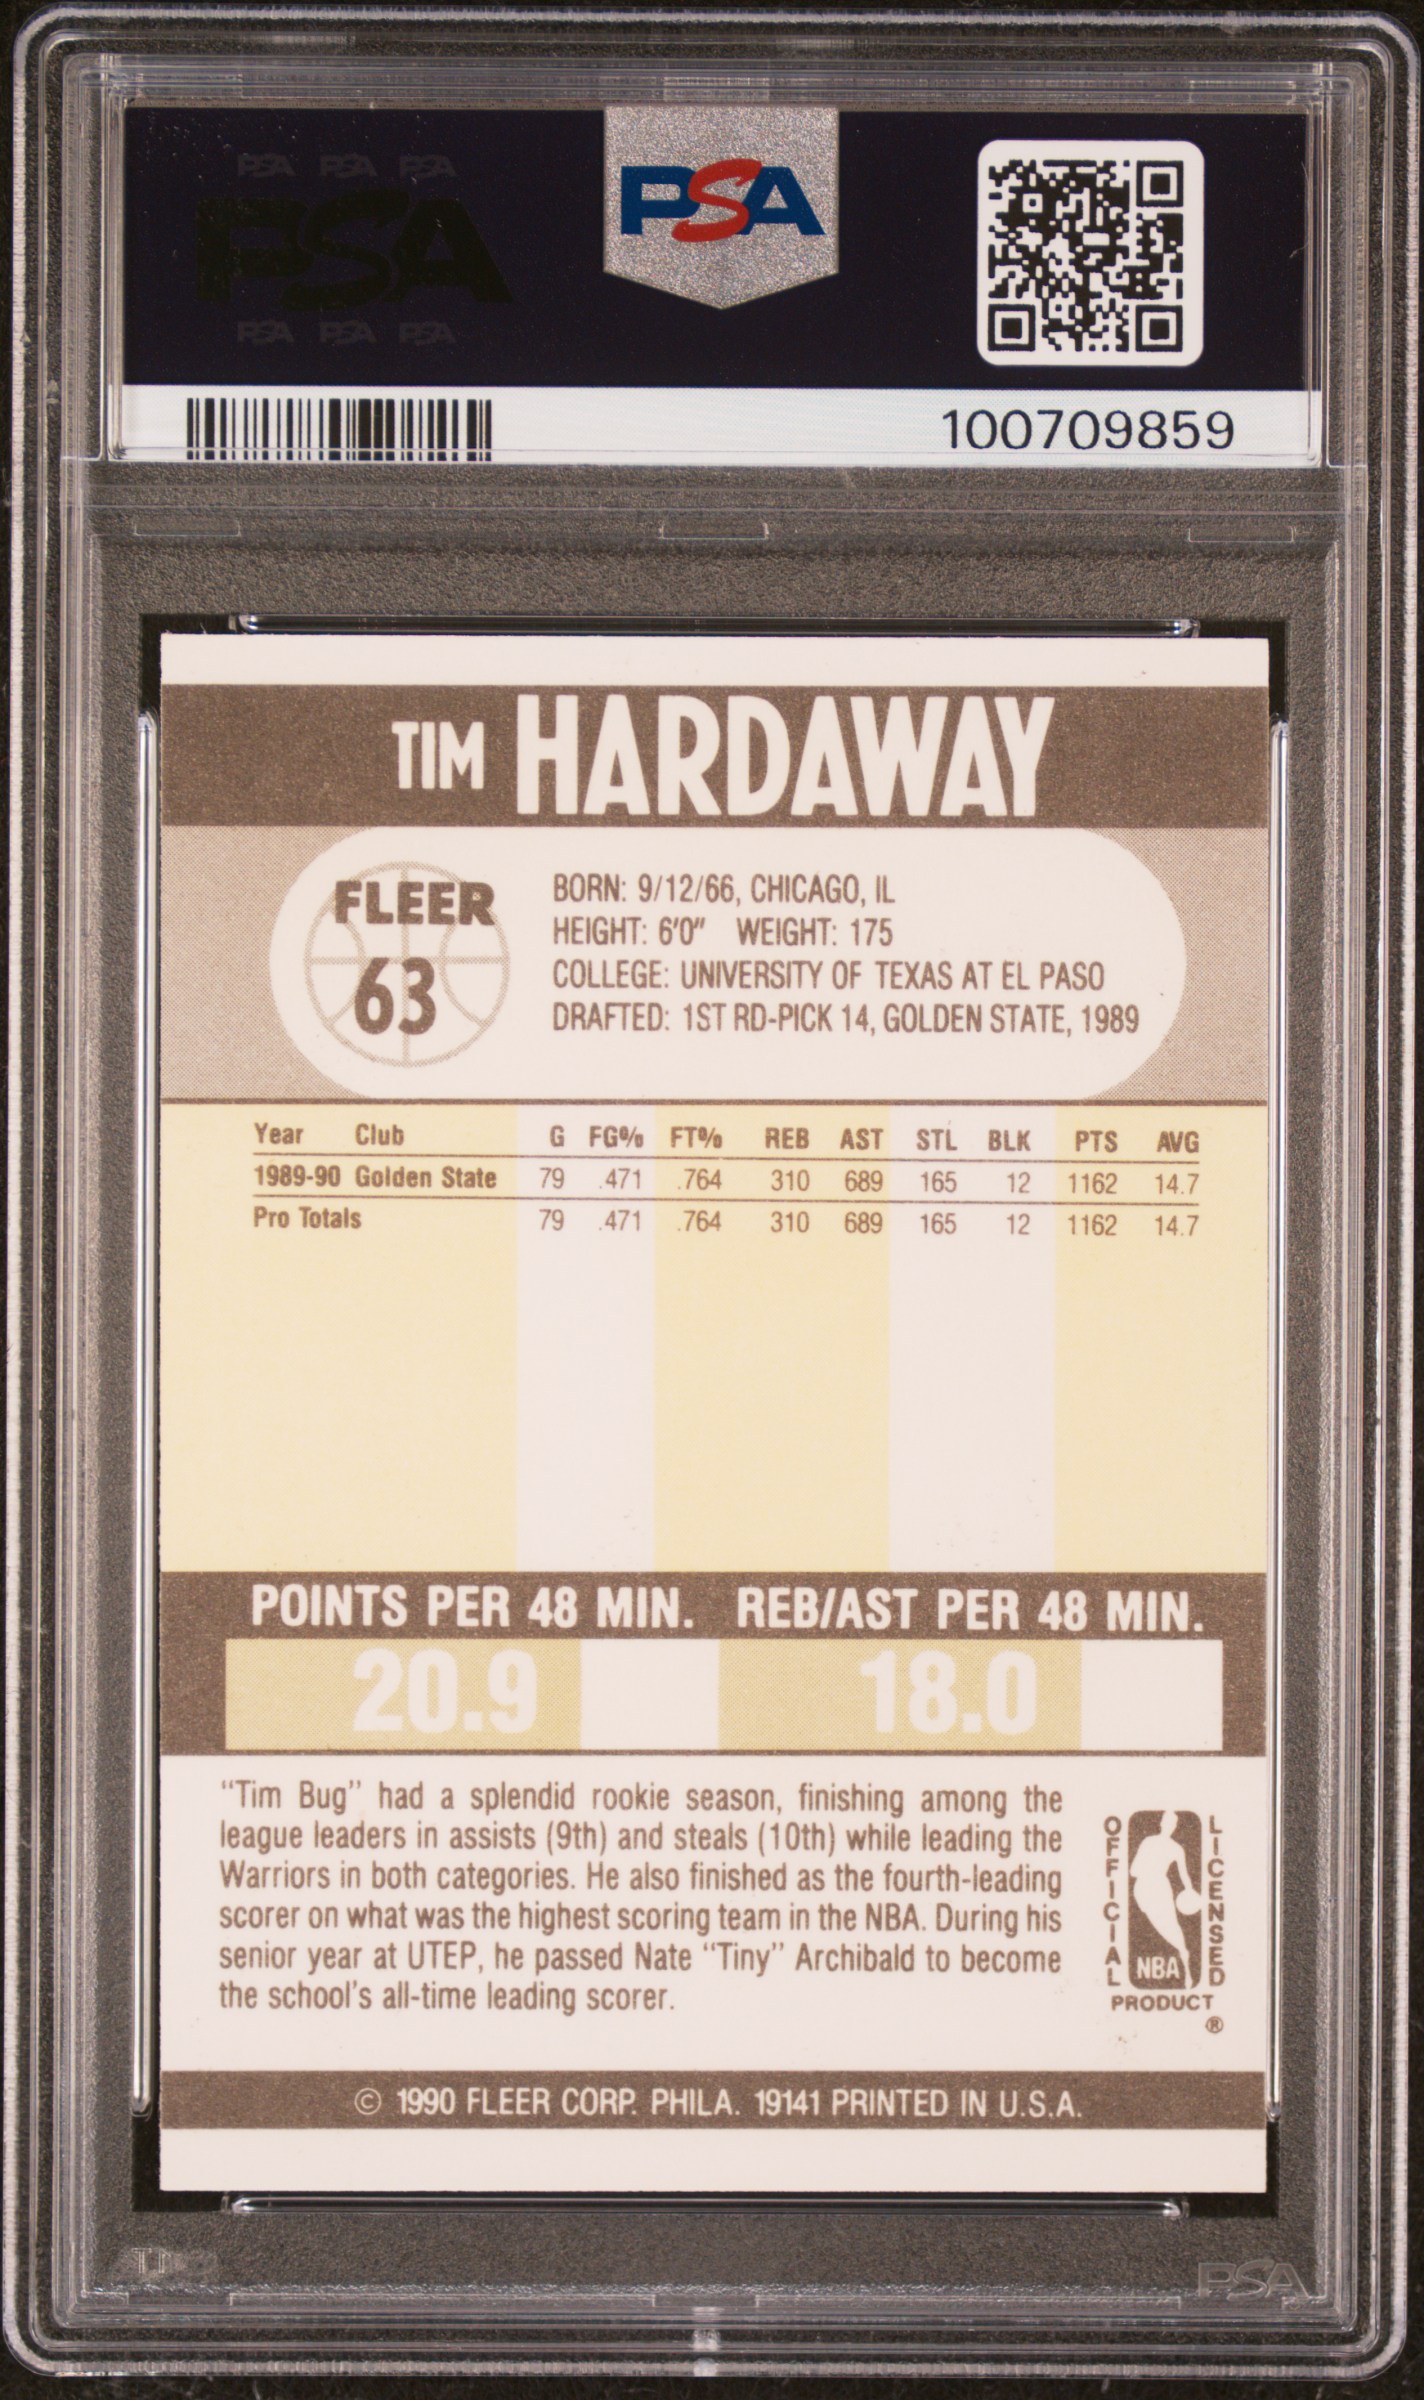 PSA PSA PSA
PSA
PSA PSA PSA
PSA
100709859
TIM HARDAWAY
FLEER
63
BORN: 9/12/66, CHICAGO, IL
HEIGHT: 6'0" WEIGHT: 175
COLLEGE: UNIVERSITY OF TEXAS AT EL PASO
DRAFTED: 1ST RD-PICK 14, GOLDEN STATE, 1989
Year Club G FG% FT% REB AST STL BLK PTS AVG
1989-90 Golden State 79 .471 .764 310 689 165 12 1162 14.7
Pro Totals 79 .471 .764 310 689 165 12 1162 14.7
POINTS PER 48 MIN. REB/AST PER 48 MIN.
20.9 18.0
"Tim Bug" had a splendid rookie season, finishing among the
league leaders in assists (9th) and steals (10th) while leading the
Warriors in both categories. He also finished as the fourth-leading
scorer on what was the highest scoring team in the NBA. During his
senior year at UTEP, he passed Nate "Tiny" Archibald to become
the school's all-time leading scorer.
OFFICIAL
LICENSED
NBA
PRODUCT
®
© 1990 FLEER CORP. PHILA. 19141 PRINTED IN U.S.A.
PSA